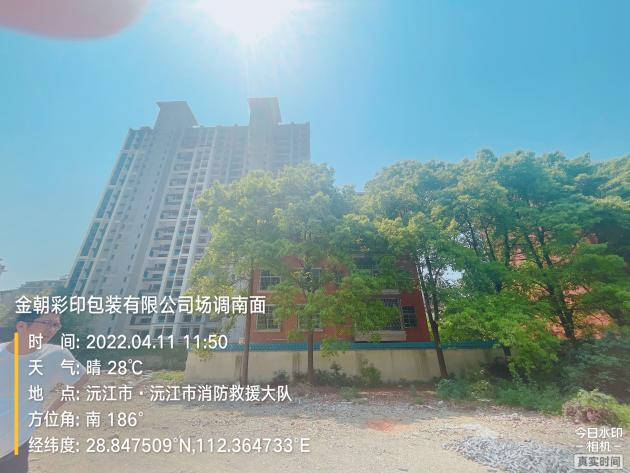 金朝彩印包装有限公司场调南面
时 间: 2022.04.11 11:50
天 气: 晴 28℃
地 点: 沅江市·沅江市消防救援大队
方位角: 南 186°
经纬度: 28.847509°N,112.364733°E
今日水印
-相机-
真实时间